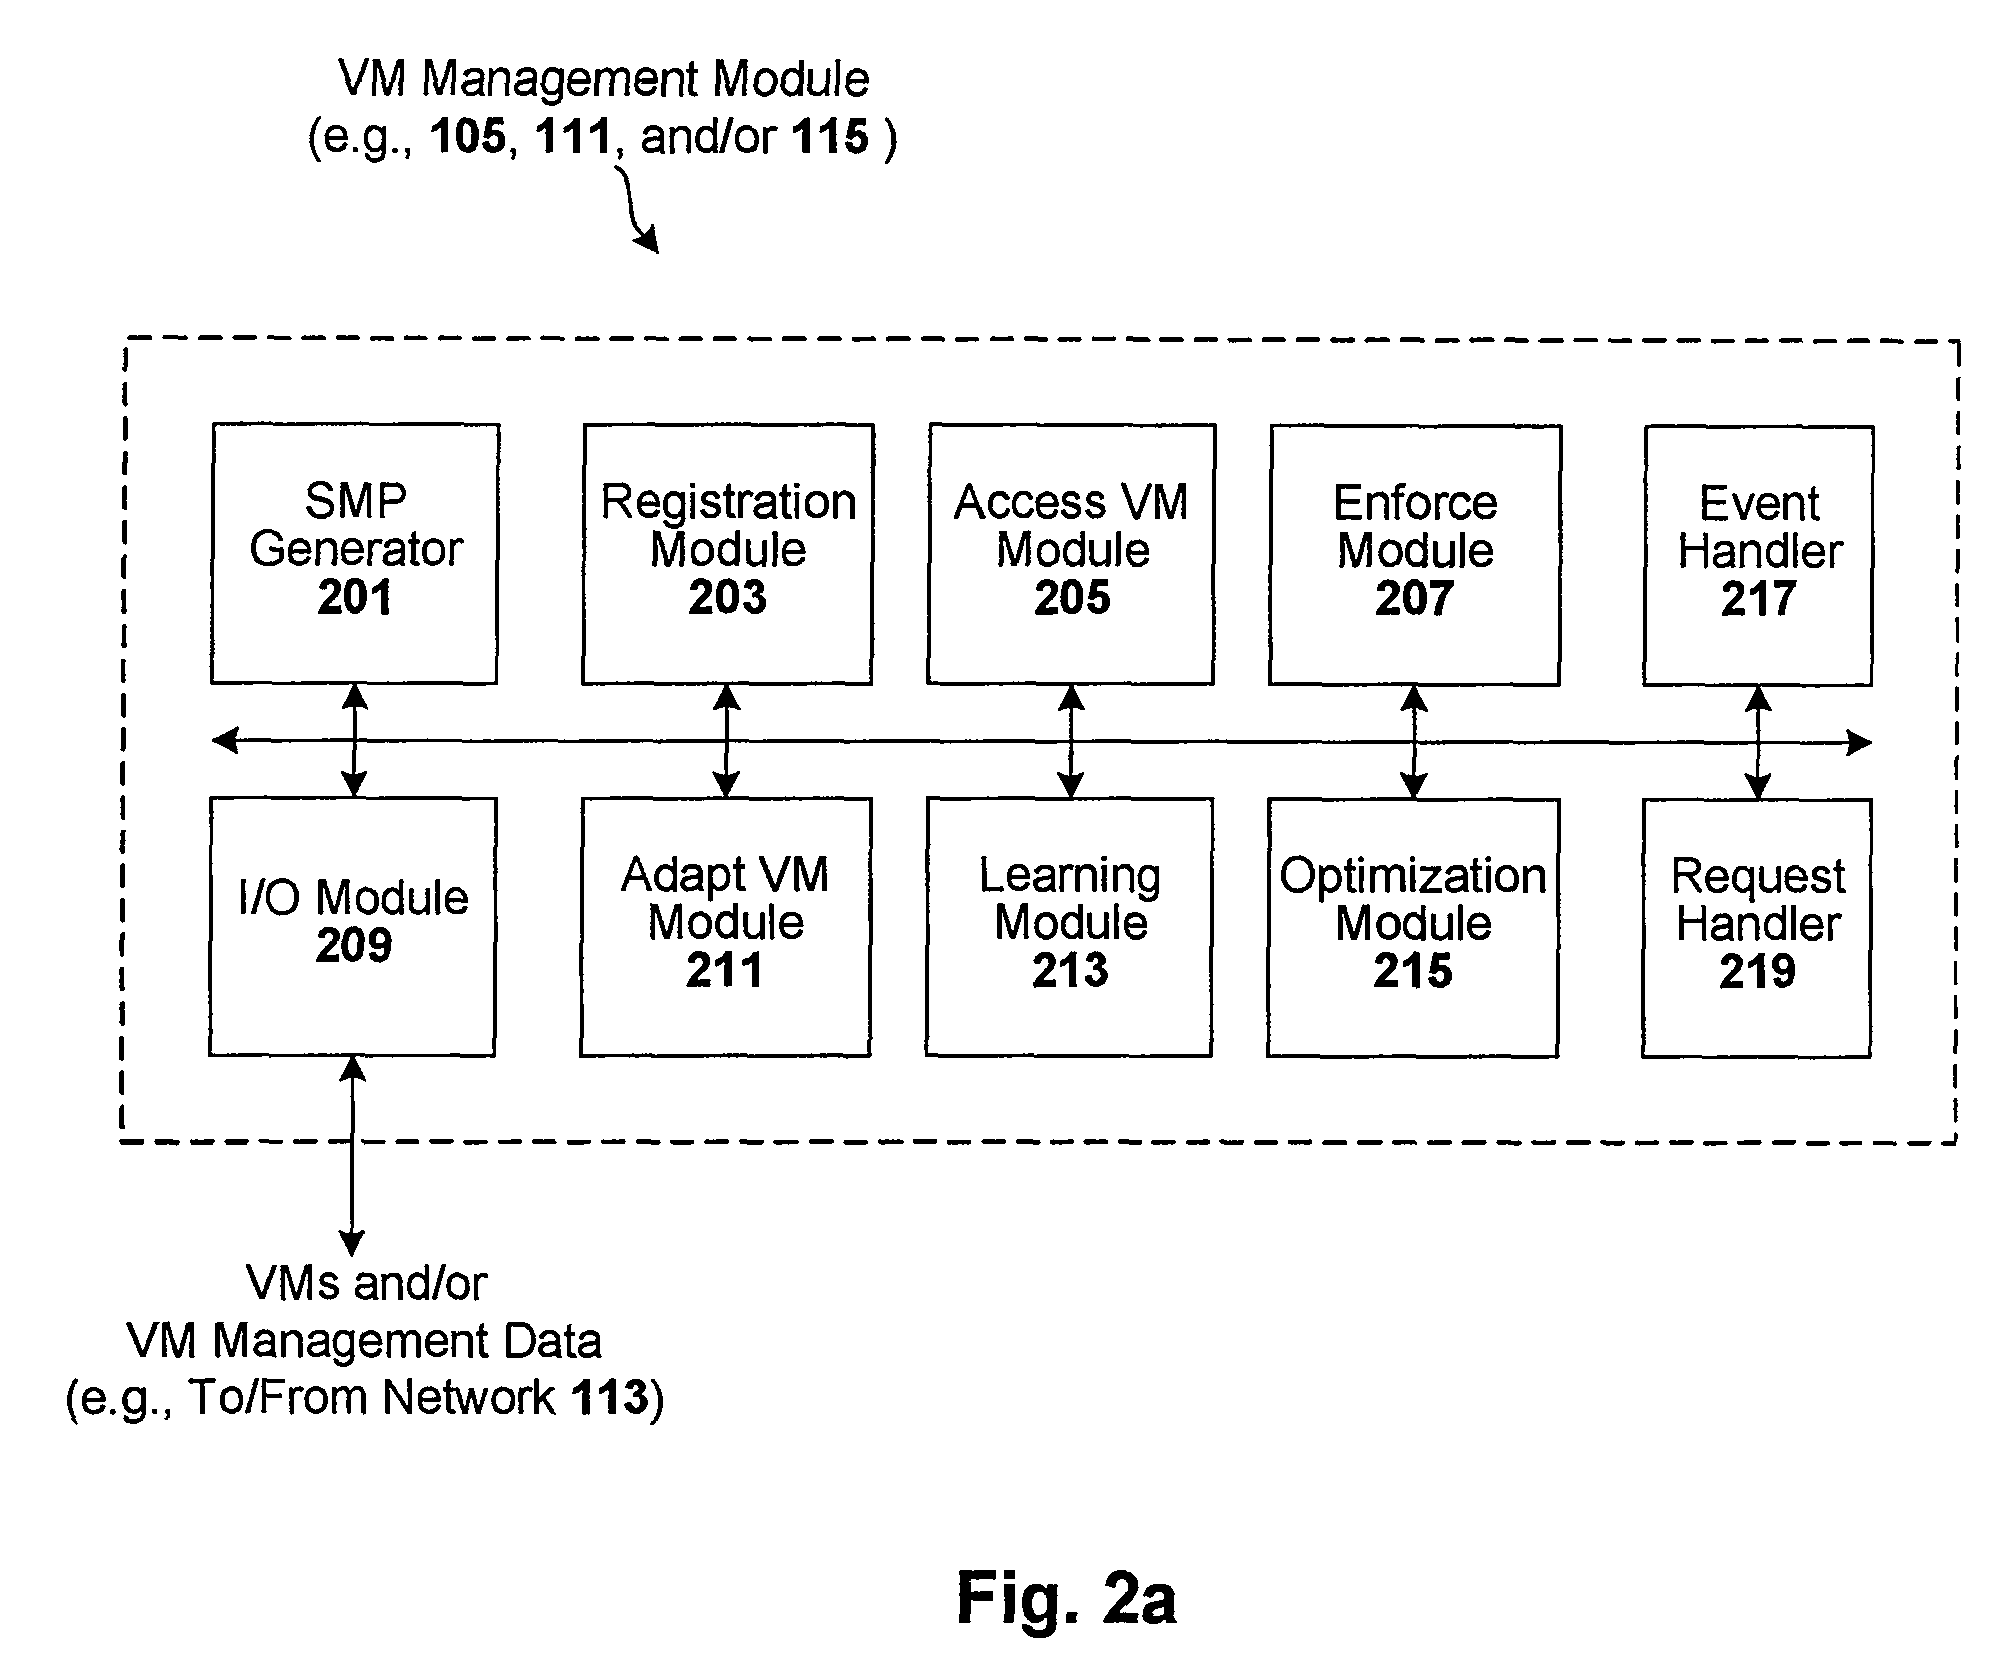 VM Management Module
(e.g., 105, 111, and/or 115 )
SMP
Generator
201
Registration
Module
203
Access VM
Module
205
Enforce
Module
207
Event
Handler
217
I/O Module
209
Adapt VM
Module
211
Learning
Module
213
Optimization
Module
215
Request
Handler
219
VMs and/or
VM Management Data
(e.g., To/From Network 113)
Fig. 2a